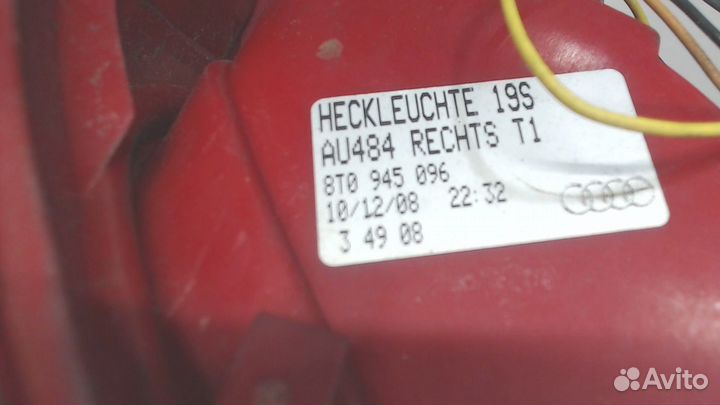 HECKLEUCHTE 19S
AU484 RECHTS T1
8T0 945 096
10/12/08 22:32
3 49 08
Avito